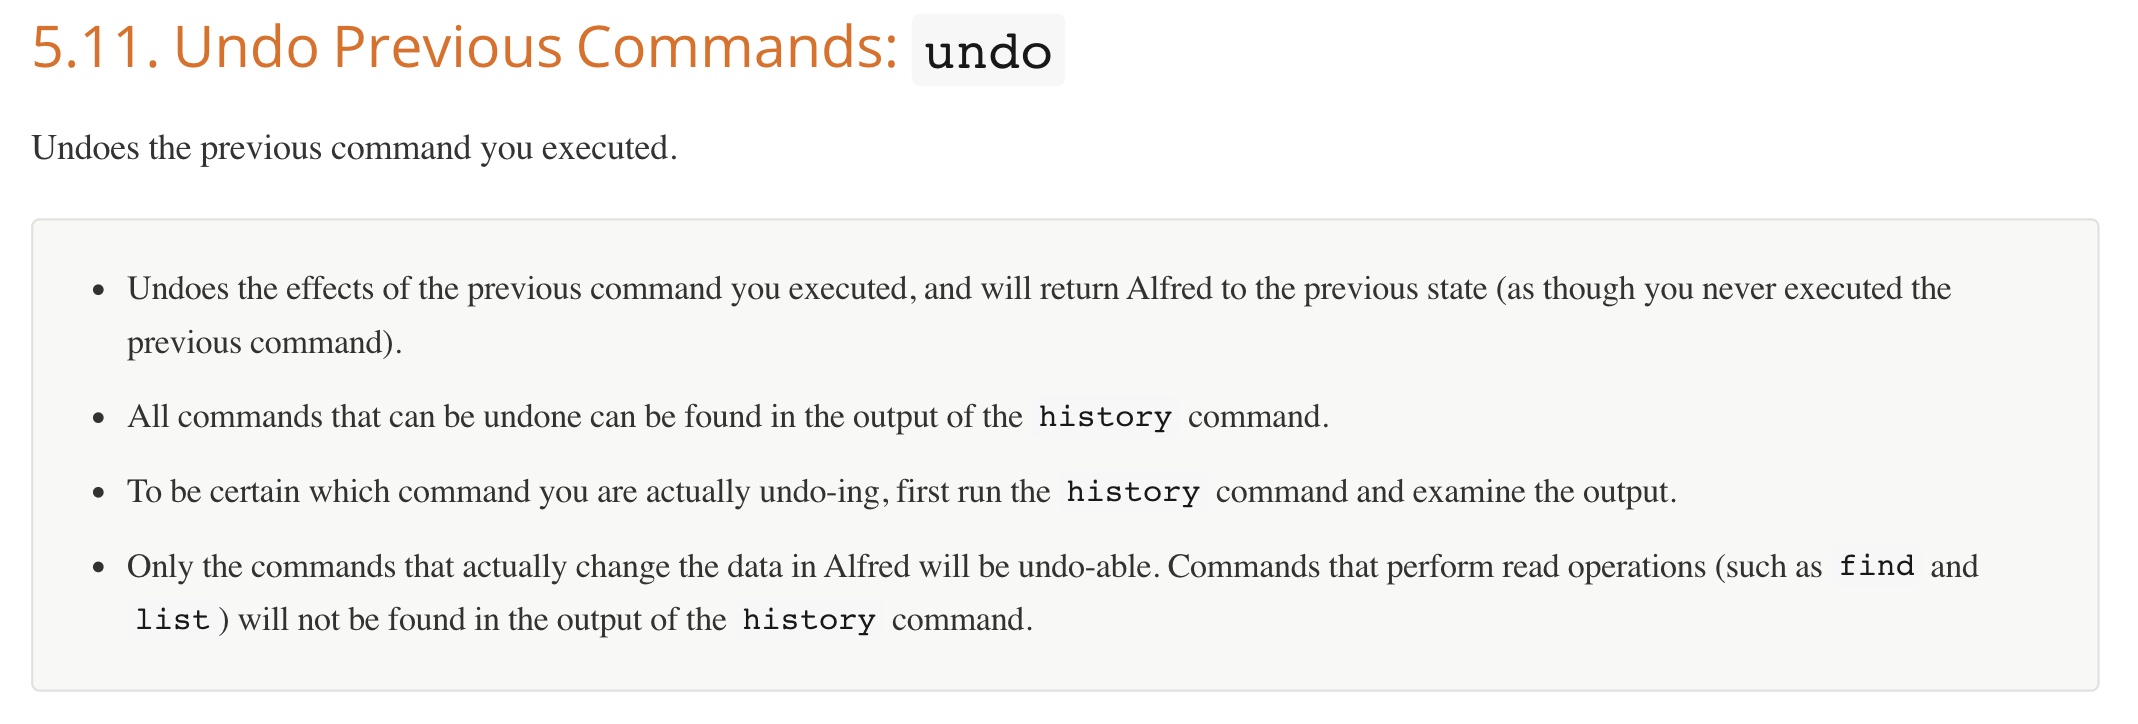 5.11. Undo Previous Commands: undo
Undoes the previous command you executed.
• Undoes the effects of the previous command you executed, and will return Alfred to the previous state (as though you never executed the
previous command).
• All commands that can be undone can be found in the output of the history command.
• To be certain which command you are actually undo-ing, first run the history command and examine the output.
• Only the commands that actually change the data in Alfred will be undo-able. Commands that perform read operations (such as find and
list ) will not be found in the output of the history command.